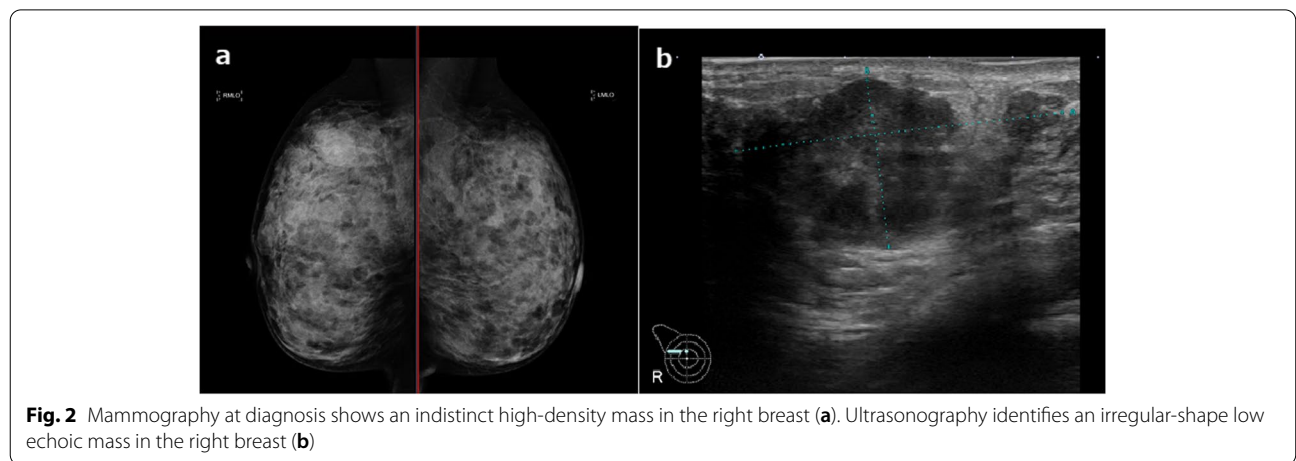 a
b
RMLO
LMLO
R
Fig. 2 Mammography at diagnosis shows an indistinct high-density mass in the right breast (a). Ultrasonography identifies an irregular-shape low
echoic mass in the right breast (b)